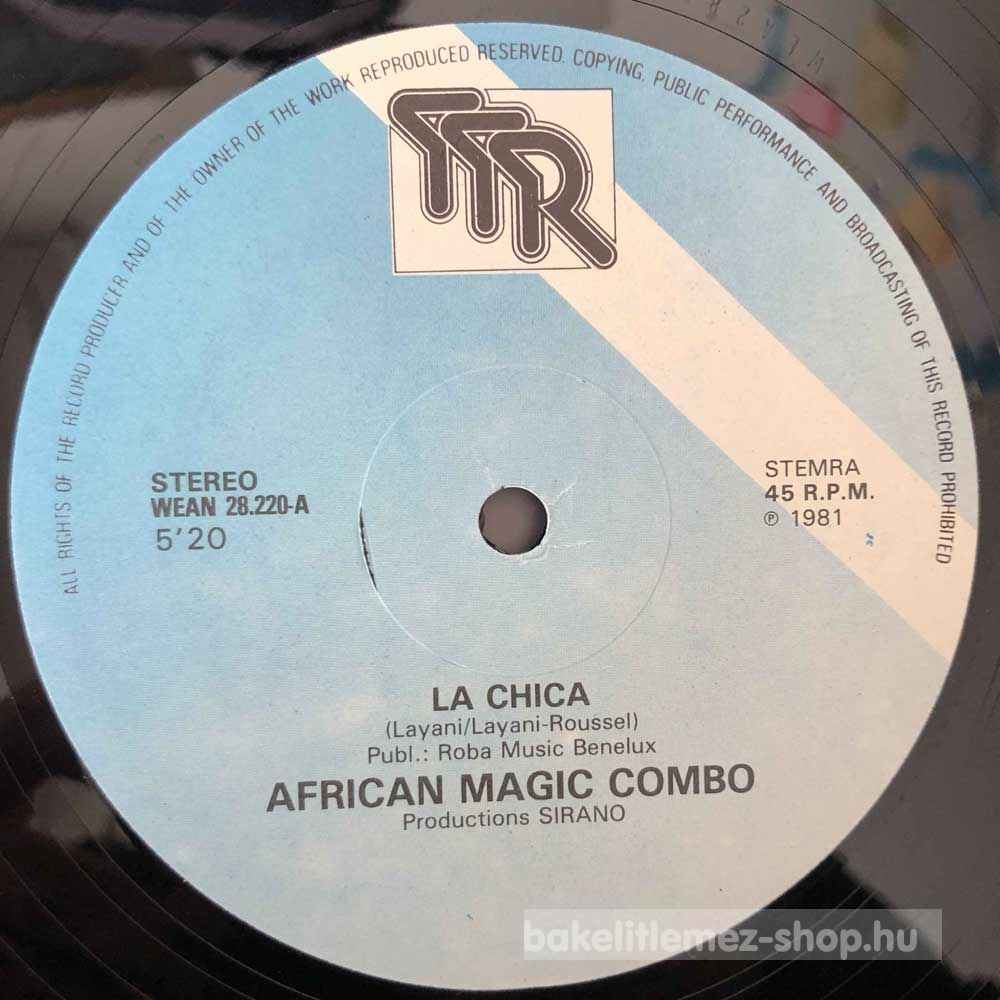 ALL RIGHTS OF THE RECORD PRODUCER AND OF THE OWNER OF THE WORK REPRODUCED RESERVED. COPYING, PUBLIC PERFORMANCE AND BROADCASTING OF THIS RECORD PROHIBITED
STEREO
WEAN 28.220-A
5'20
STEMRA
45 R.P.M.
℗ 1981
LA CHICA
(Layani/Layani-Roussel)
Publ.: Roba Music Benelux
AFRICAN MAGIC COMBO
Productions SIRANO
bakelitlemez-shop.hu